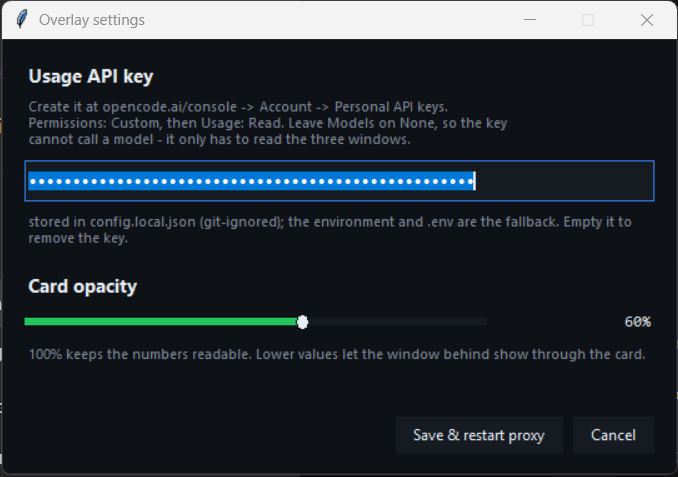 Overlay settings
Usage API key
Create it at opencode.ai/console -> Account -> Personal API keys.
Permissions: Custom, then Usage: Read. Leave Models on None, so the key
cannot call a model - it only has to read the three windows.
stored in config.local.json (git-ignored); the environment and .env are the fallback. Empty it to
remove the key.
Card opacity
60%
100% keeps the numbers readable. Lower values let the window behind show through the card.
Save & restart proxy
Cancel